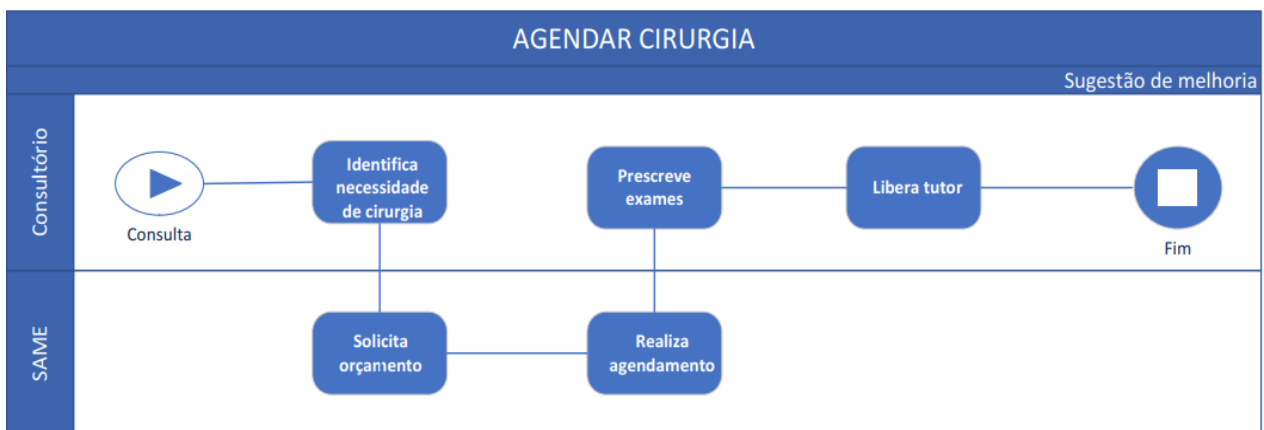 AGENDAR CIRURGIA
Sugestão de melhoria
Consultório
Consulta
Identifica
necessidade
de cirurgia
Prescreve
exames
Libera tutor
Fim
SAME
Solicita
orçamento
Realiza
agendamento